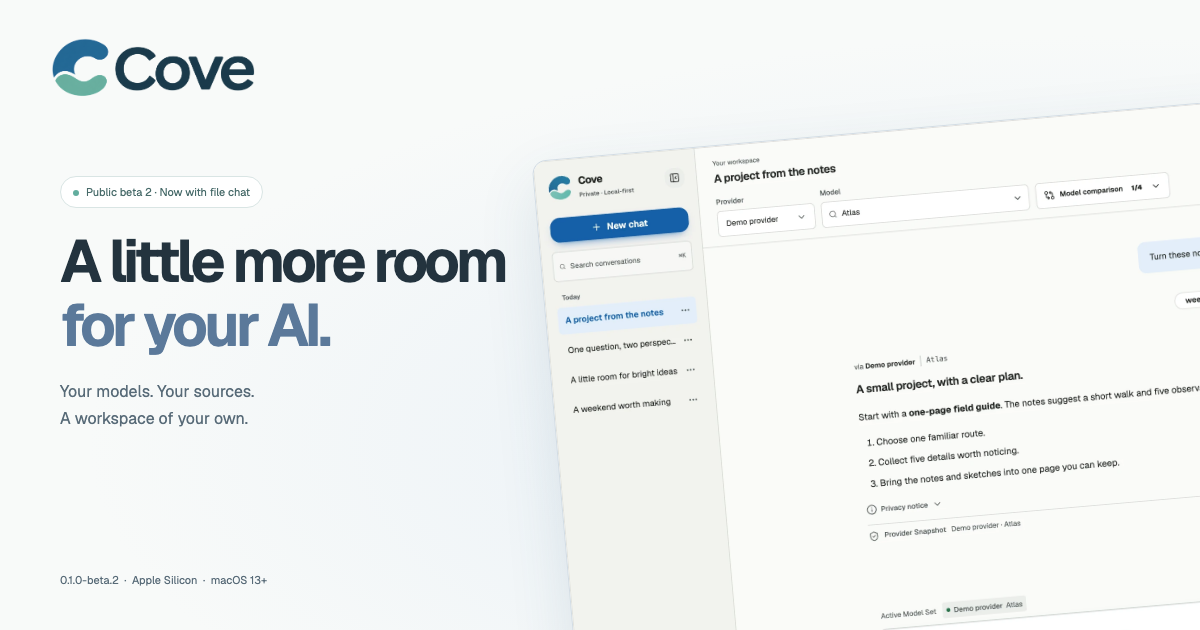 Cove
Public beta 2 · Now with file chat
A little more room
for your AI.
Your models. Your sources.
A workspace of your own.
0.1.0-beta.2 · Apple Silicon · macOS 13+
Cove
Private · Local-first
New chat
Search conversations ⌘K
Today
A project from the notes ···
One question, two perspec... ···
A little room for bright ideas ···
A weekend worth making ···
Your workspace
A project from the notes
Provider
Demo provider
Model
Atlas
Model comparison 1/4
Turn these
via Demo provider | Atlas
A small project, with a clear plan.
Start with a one-page field guide. The notes suggest a short walk and five
1. Choose one familiar route.
2. Collect five details worth noticing.
3. Bring the notes and sketches into one page you can keep.
Privacy notice
Provider Snapshot Demo provider · Atlas
Active Model Set Demo provider Atlas